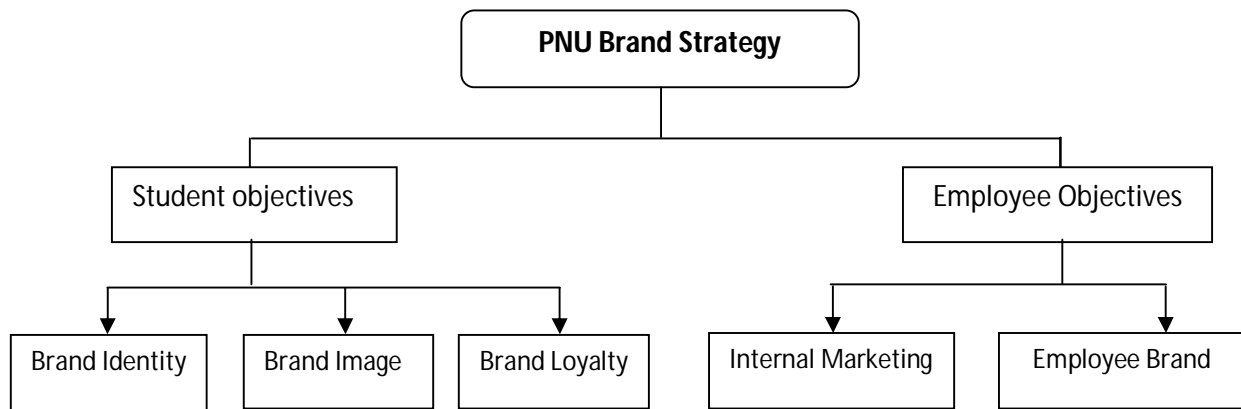 PNU Brand Strategy
Student objectives
Employee Objectives
Brand Identity
Brand Image
Brand Loyalty
Internal Marketing
Employee Brand